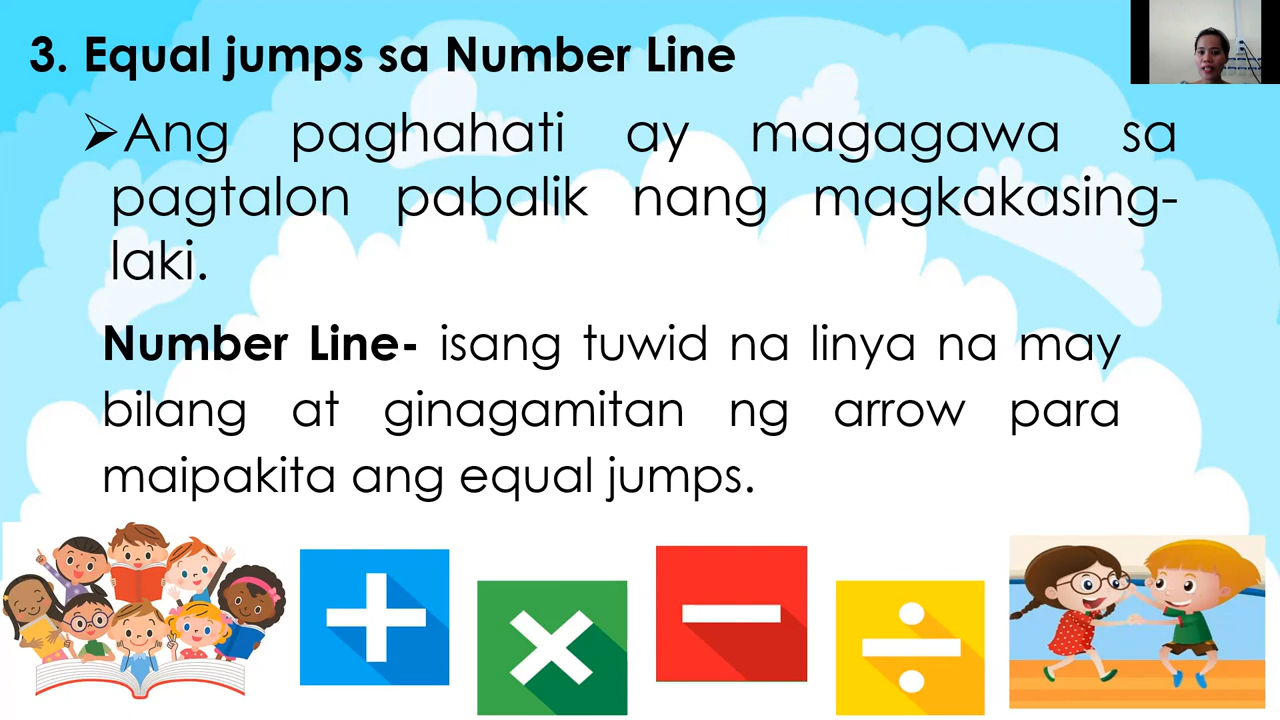 3. Equal jumps sa Number Line
➢Ang paghahati ay magagawa sa
pagtalon pabalik nang magkakasing-
laki.
Number Line- isang tuwid na linya na may
bilang at ginagamitan ng arrow para
maipakita ang equal jumps.